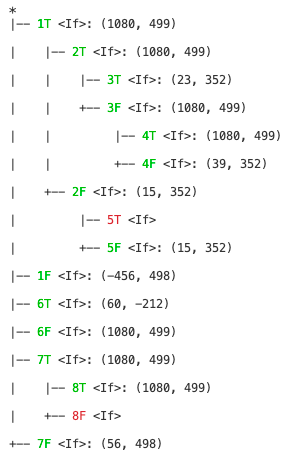 *
|-- 1T <If>: (1080, 499)
|    |-- 2T <If>: (1080, 499)
|    |    |-- 3T <If>: (23, 352)
|    |    +-- 3F <If>: (1080, 499)
|    |         |-- 4T <If>: (1080, 499)
|    |         +-- 4F <If>: (39, 352)
|    +-- 2F <If>: (15, 352)
|         |-- 5T <If>
|         +-- 5F <If>: (15, 352)
|-- 1F <If>: (-456, 498)
|-- 6T <If>: (60, -212)
|-- 6F <If>: (1080, 499)
|-- 7T <If>: (1080, 499)
|    |-- 8T <If>: (1080, 499)
|    +-- 8F <If>
+-- 7F <If>: (56, 498)